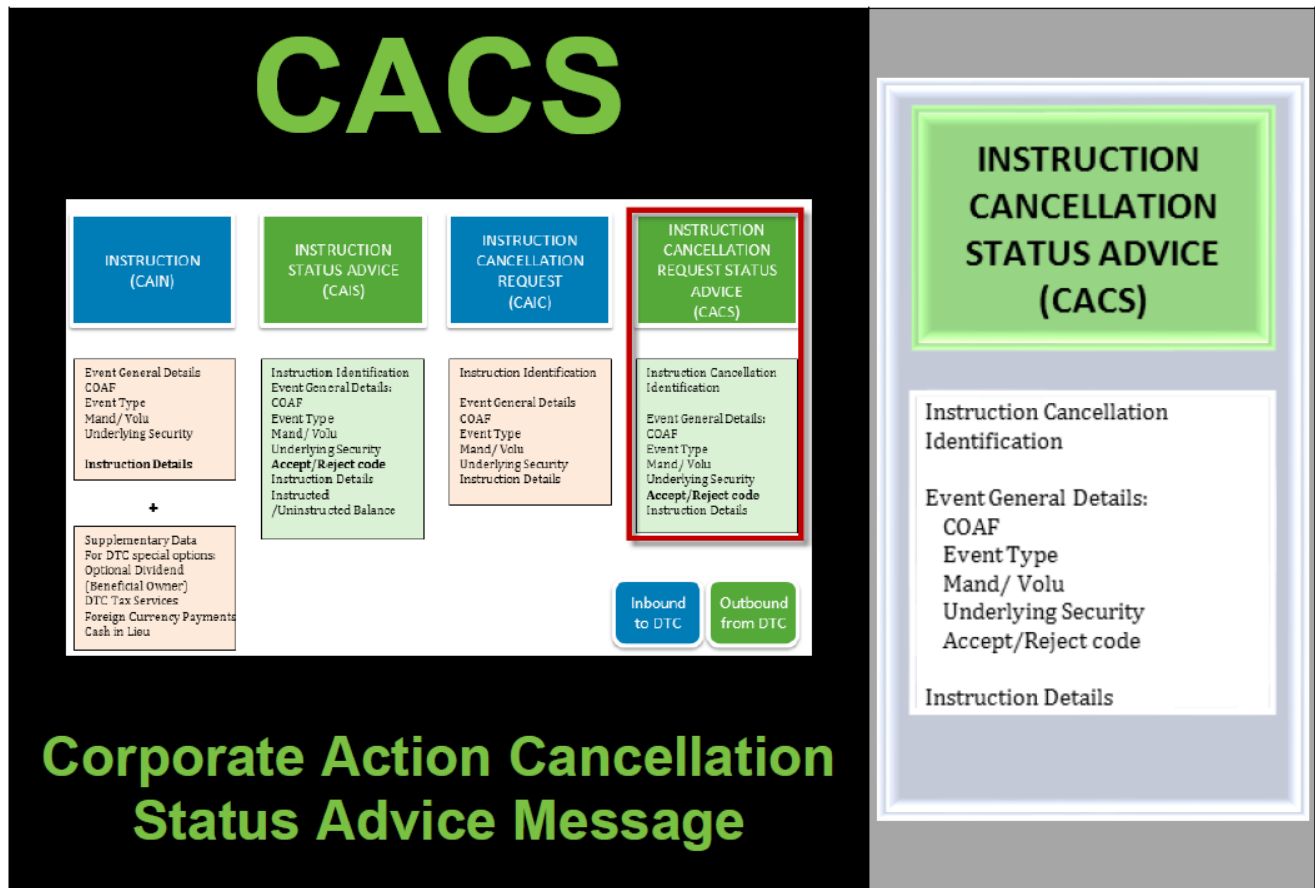 CACS
INSTRUCTION
(CAIN)
Event General Details
COAF
Event Type
Mand/ Volu
Underlying Security
Instruction Details
+
Supplementary Data
For DTC special options:
Optional Dividend
(Beneficial Owner)
DTC Tax Services
Foreign Currency Payments
Cash in Lieu
INSTRUCTION
STATUS ADVICE
(CAIS)
Instruction Identification
Event General Details:
COAF
Event Type
Mand/ Volu
Underlying Security
Accept/Reject code
Instruction Details
Instructed
/Uninstructed Balance
INSTRUCTION
CANCELLATION
REQUEST
(CAIC)
Instruction Identification
Event General Details
COAF
Event Type
Mand/ Volu
Underlying Security
Instruction Details
INSTRUCTION
CANCELLATION
REQUEST STATUS
ADVICE
(CACS)
Instruction Cancellation
Identification
Event General Details:
COAF
Event Type
Mand/ Volu
Underlying Security
Accept/Reject code
Instruction Details
Inbound
to DTC
Outbound
from DTC
Corporate Action Cancellation
Status Advice Message
INSTRUCTION
CANCELLATION
STATUS ADVICE
(CACS)
Instruction Cancellation
Identification
Event General Details:
COAF
Event Type
Mand/ Volu
Underlying Security
Accept/Reject code
Instruction Details